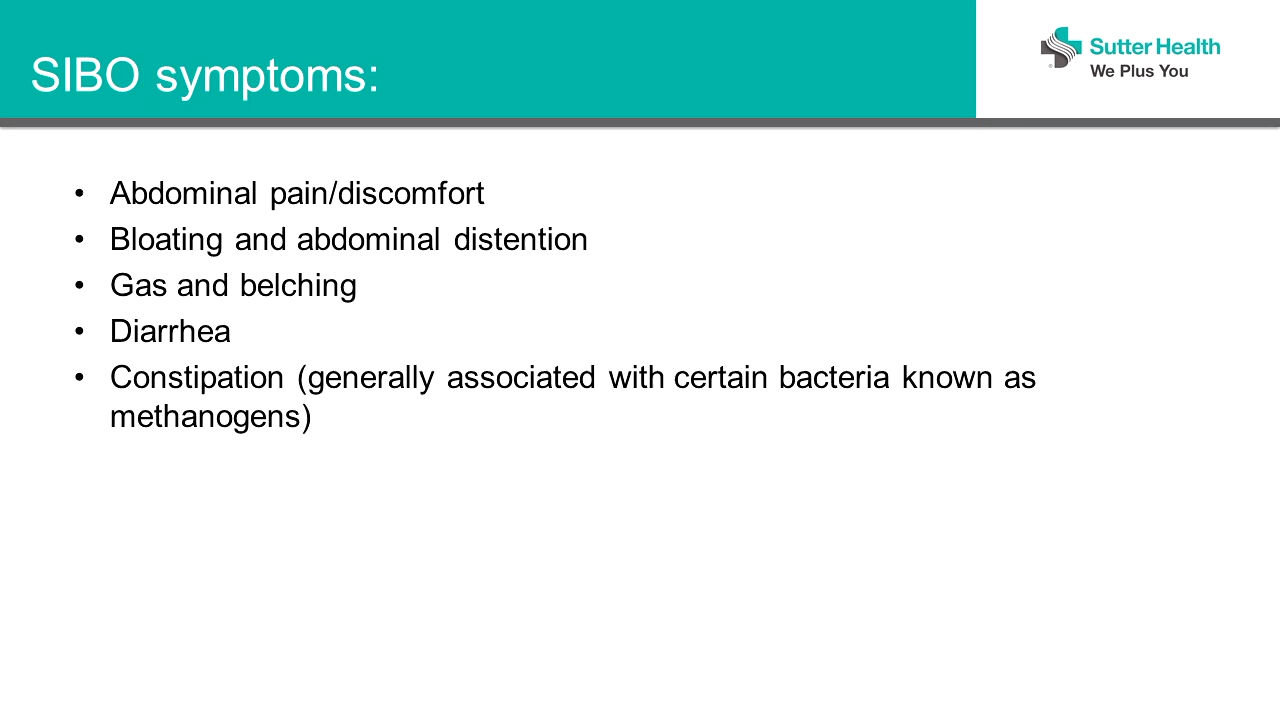 SIBO symptoms:
Sutter Health
We Plus You
• Abdominal pain/discomfort
• Bloating and abdominal distention
• Gas and belching
• Diarrhea
• Constipation (generally associated with certain bacteria known as
methanogens)